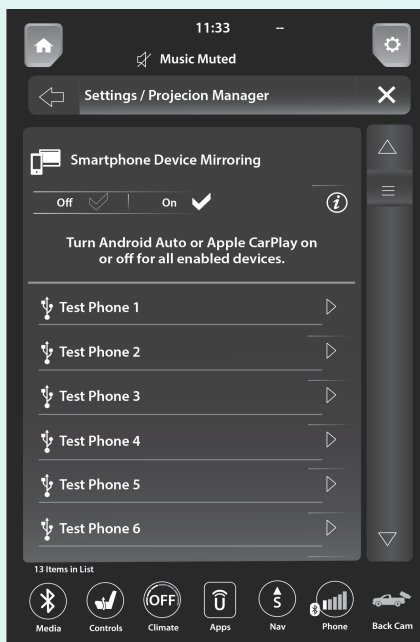 11:33 --
Music Muted
Settings / Projecion Manager
Smartphone Device Mirroring
Off On
Turn Android Auto or Apple CarPlay on
or off for all enabled devices.
Test Phone 1
Test Phone 2
Test Phone 3
Test Phone 4
Test Phone 5
Test Phone 6
13 Items in List
OFF S
Media Controls Climate Apps Nav Phone Back Cam